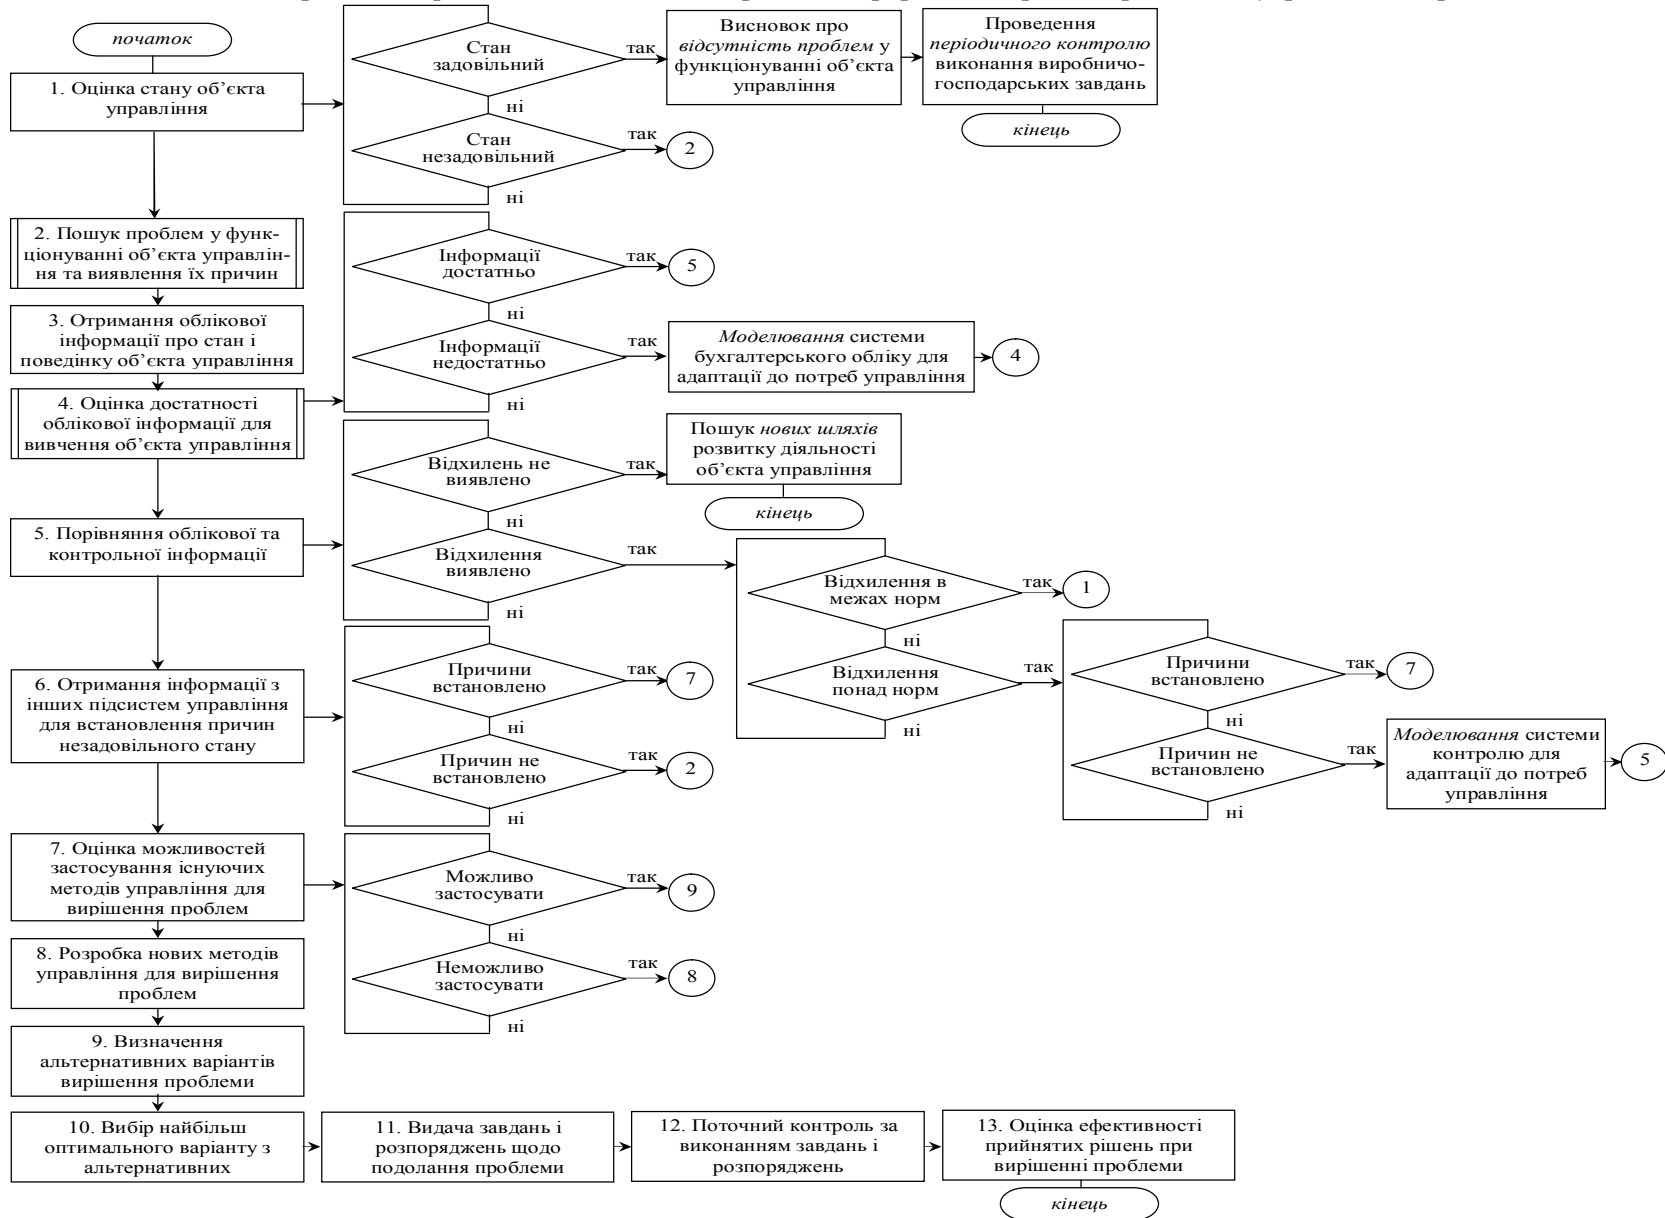 початок
1. Оцінка стану об’єкта
управління
Стан
задовільний
так
Висновок про
відсутність проблем у
функціонуванні об’єкта
управління
Проведення
періодичного контролю
виконання виробничо-
господарських завдань
кінець
ні
Стан
незадовільний
так
2
ні
2. Пошук проблем у функ-
ціонуванні об’єкта управлін-
ня та виявлення їх причин
Інформації
достатньо
так
5
ні
3. Отримання облікової
інформації про стан і
поведінку об’єкта управління
Інформації
недостатньо
так
Моделювання системи
бухгалтерського обліку для
адаптації до потреб управління
4
ні
4. Оцінка достатності
облікової інформації для
вивчення об’єкта управління
Відхилень не
виявлено
так
Пошук нових шляхів
розвитку діяльності
об’єкта управління
кінець
ні
5. Порівняння облікової та
контрольної інформації
Відхилення
виявлено
так
ні
Відхилення в
межах норм
так
1
ні
Відхилення
понад норм
так
ні
Причини
встановлено
так
7
ні
Причин не
встановлено
так
Моделювання системи
контролю для
адаптації до потреб
управління
5
ні
6. Отримання інформації з
інших підсистем управління
для встановлення причин
незадовільного стану
Причини
встановлено
так
7
ні
Причин не
встановлено
так
2
ні
7. Оцінка можливостей
застосування існуючих
методів управління для
вирішення проблем
Можливо
застосувати
так
9
ні
8. Розробка нових методів
управління для вирішення
проблем
Неможливо
застосувати
так
8
ні
9. Визначення
альтернативних варіантів
вирішення проблеми
10. Вибір найбільш
оптимального варіанту з
альтернативних
11. Видача завдань і
розпоряджень щодо
подолання проблеми
12. Поточний контроль за
виконанням завдань і
розпоряджень
13. Оцінка ефективності
прийнятих рішень при
вирішенні проблеми
кінець